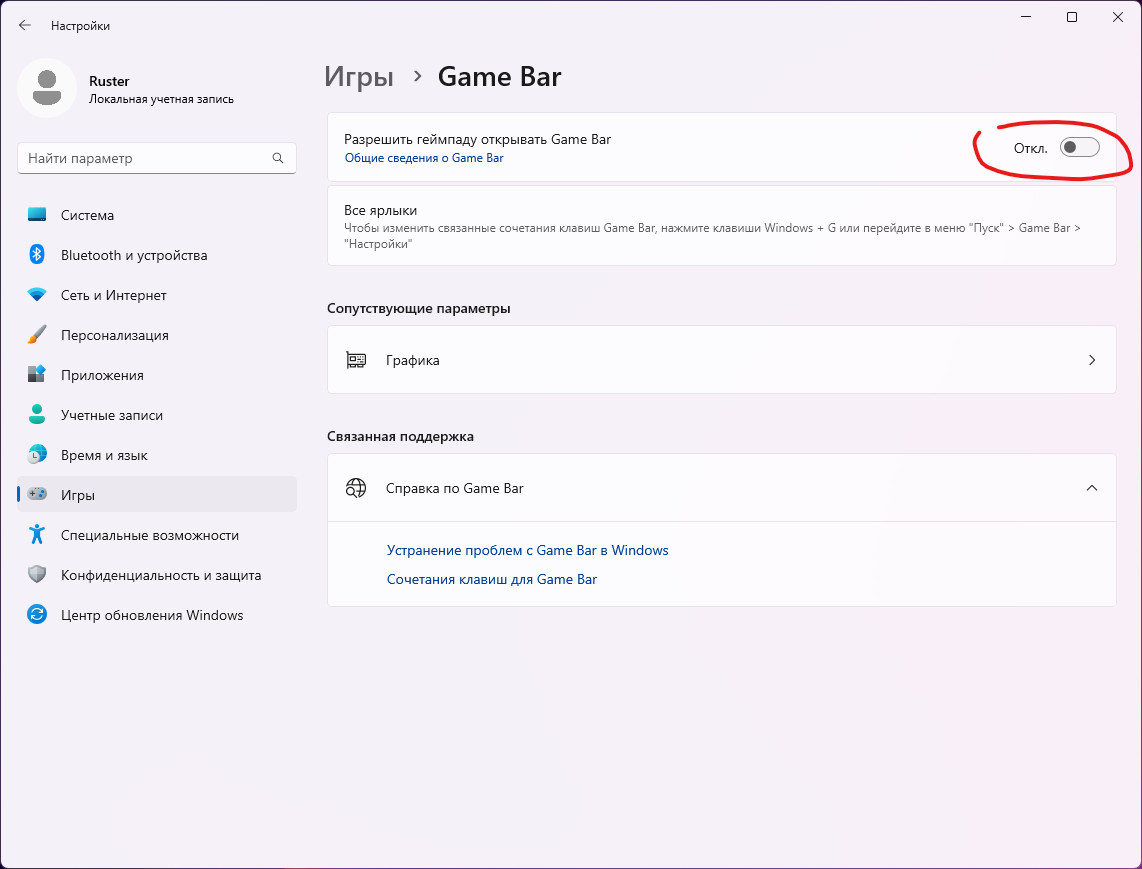 Настройки
Ruster
Локальная учетная запись
Найти параметр
Система
Bluetooth и устройства
Сеть и Интернет
Персонализация
Приложения
Учетные записи
Время и язык
Игры
Специальные возможности
Конфиденциальность и защита
Центр обновления Windows
Игры > Game Bar
Разрешить геймпаду открывать Game Bar
Общие сведения о Game Bar
Откл.
Все ярлыки
Чтобы изменить связанные сочетания клавиш Game Bar, нажмите клавиши Windows + G или перейдите в меню "Пуск" > Game Bar >
"Настройки"
Сопутствующие параметры
Графика
Связанная поддержка
Справка по Game Bar
Устранение проблем с Game Bar в Windows
Сочетания клавиш для Game Bar